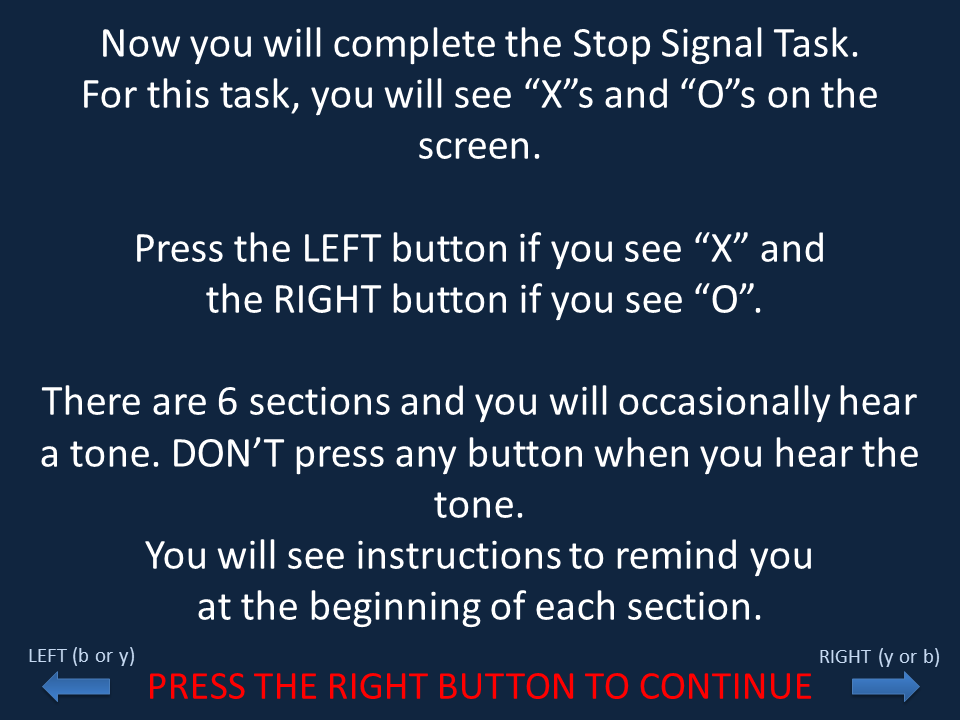 Now you will complete the Stop Signal Task.
For this task, you will see “X”s and “O”s on the
screen.
Press the LEFT button if you see “X” and
the RIGHT button if you see “O”.
There are 6 sections and you will occasionally hear
a tone. DON’T press any button when you hear the
tone.
You will see instructions to remind you
at the beginning of each section.
LEFT (b or y)
RIGHT (y or b)
PRESS THE RIGHT BUTTON TO CONTINUE